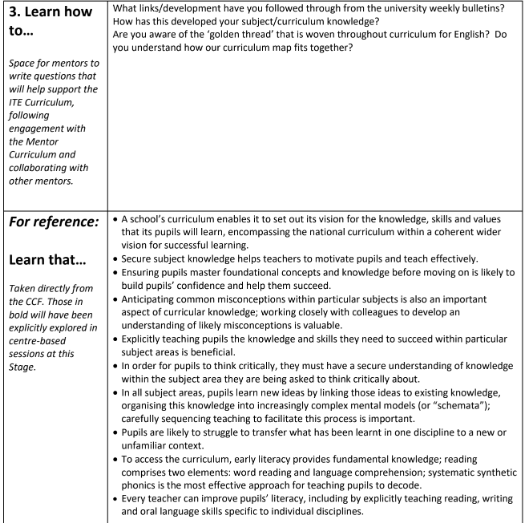 3. Learn how
to...
Space for mentors to
write questions that
will help support the
ITE Curriculum,
following
engagement with
the Mentor
Curriculum and
collaborating with
other mentors.
What links/development have you followed through from the university weekly bulletins?
How has this developed your subject/curriculum knowledge?
Are you aware of the ‘golden thread’ that is woven throughout curriculum for English?  Do
you understand how our curriculum map fits together?
For reference:
Learn that...
Taken directly from
the CCF. Those in
bold will have been
explicitly explored in
centre-based
sessions at this
Stage.
• A school’s curriculum enables it to set out its vision for the knowledge, skills and values
that its pupils will learn, encompassing the national curriculum within a coherent wider
vision for successful learning.
• Secure subject knowledge helps teachers to motivate pupils and teach effectively.
• Ensuring pupils master foundational concepts and knowledge before moving on is likely to
build pupils’ confidence and help them succeed.
• Anticipating common misconceptions within particular subjects is also an important
aspect of curricular knowledge; working closely with colleagues to develop an
understanding of likely misconceptions is valuable.
• Explicitly teaching pupils the knowledge and skills they need to succeed within particular
subject areas is beneficial.
• In order for pupils to think critically, they must have a secure understanding of knowledge
within the subject area they are being asked to think critically about.
• In all subject areas, pupils learn new ideas by linking those ideas to existing knowledge,
organising this knowledge into increasingly complex mental models (or “schemata”);
carefully sequencing teaching to facilitate this process is important.
• Pupils are likely to struggle to transfer what has been learnt in one discipline to a new or
unfamiliar context.
• To access the curriculum, early literacy provides fundamental knowledge; reading
comprises two elements: word reading and language comprehension; systematic synthetic
phonics is the most effective approach for teaching pupils to decode.
• Every teacher can improve pupils’ literacy, including by explicitly teaching reading, writing
and oral language skills specific to individual disciplines.